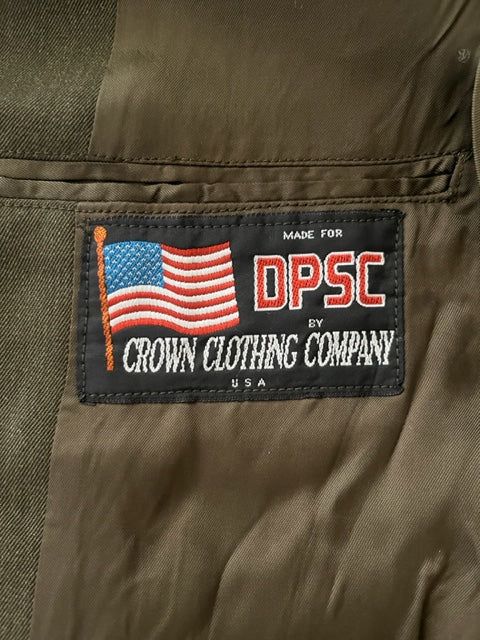 MADE FOR
DPSC
BY
CROWN CLOTHING COMPANY
USA